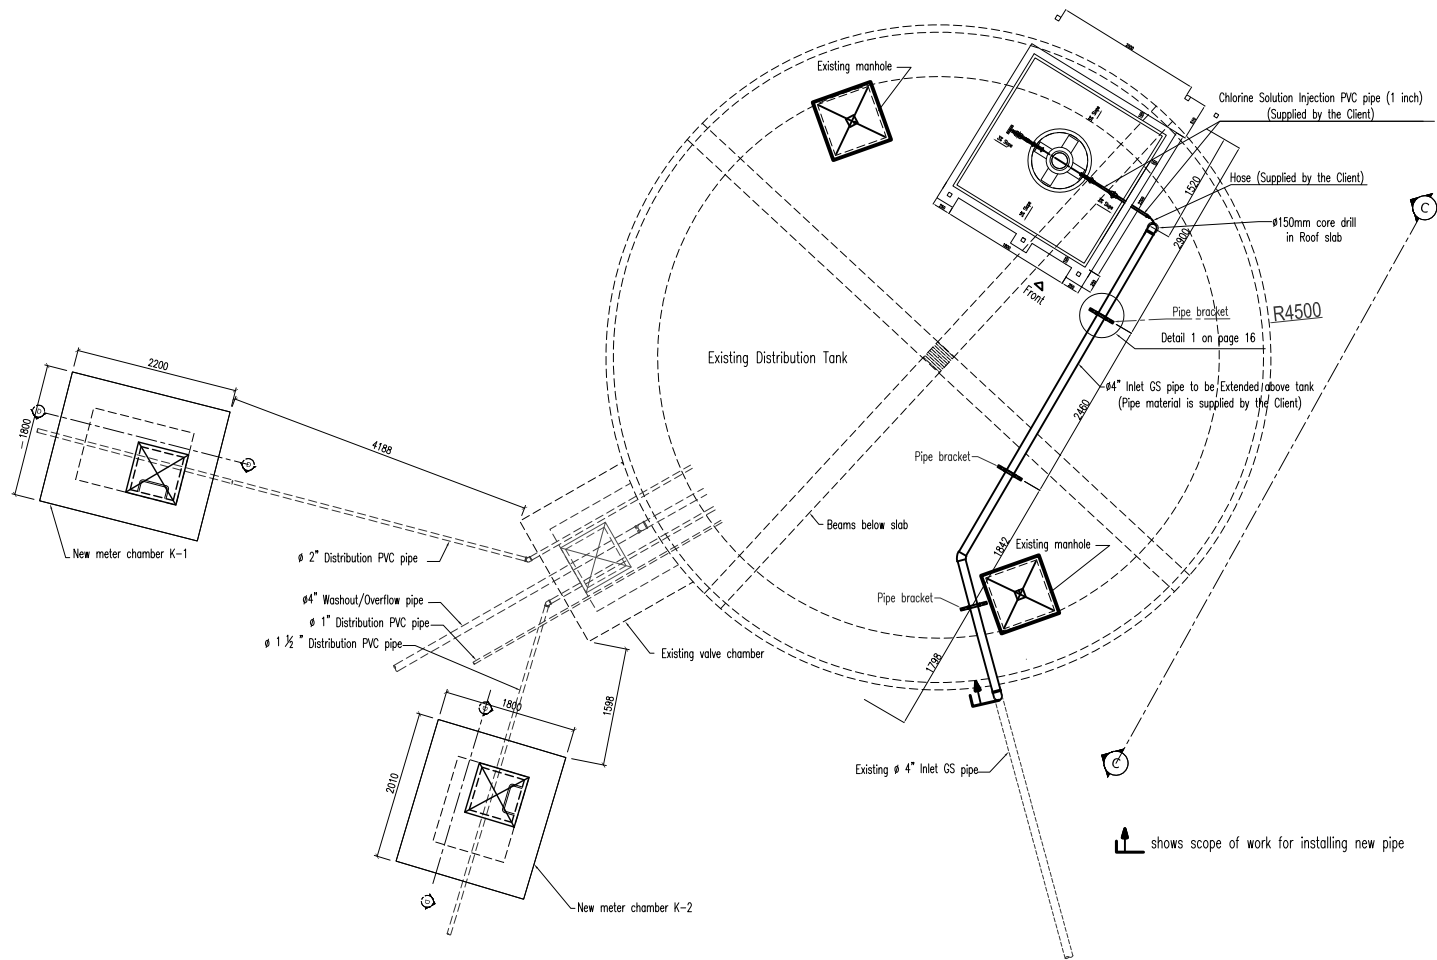 Existing manhole
Chlorine Solution Injection PVC pipe (1 inch)
(Supplied by the Client)
Hose (Supplied by the Client)
1520
ø150mm core drill
in Roof slab
2900
C
Front
Pipe bracket
R4500
Detail 1 on page 16
Existing Distribution Tank
ø4" Inlet GS pipe to be Extended above tank
(Pipe material is supplied by the Client)
2460
2200
1800
D
D
4188
Pipe bracket
Beams below slab
1842
Existing manhole
New meter chamber K-1
ø 2" Distribution PVC pipe
ø4" Washout/Overflow pipe
ø 1" Distribution PVC pipe
ø 1 ½ " Distribution PVC pipe
Pipe bracket
Existing valve chamber
1798
1598
1800
D
2010
Existing ø 4" Inlet GS pipe
C
shows scope of work for installing new pipe
D
New meter chamber K-2